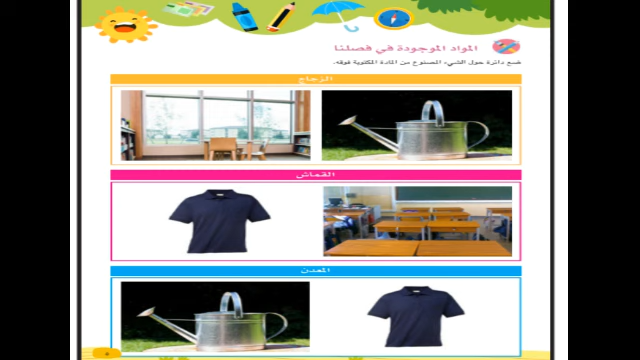 المواد الموجودة في فصلنا
ضع دائرة حول الشيء المصنوع من المادة المكتوبة فوقه.
الزجاج
القماش
المعدن